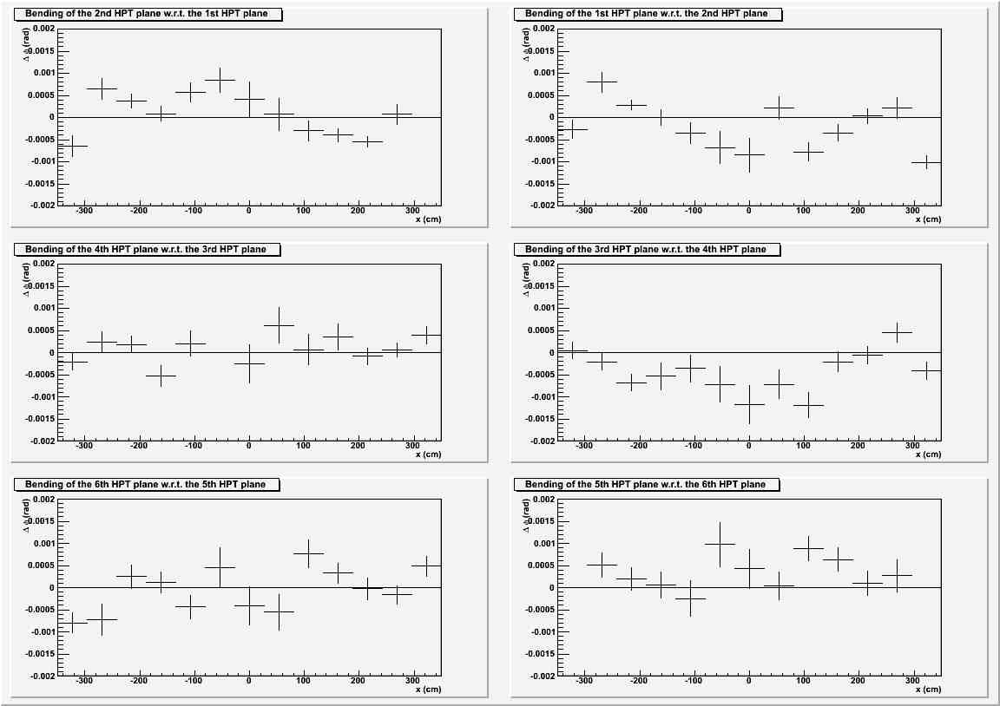 Bending of the 2nd HPT plane w.r.t. the 1st HPT plane
Δ ϕ (rad)
0.002
0.0015
0.001
0.0005
0
-0.0005
-0.001
-0.0015
-0.002
-300 -200 -100 0 100 200 300
x (cm)
Bending of the 1st HPT plane w.r.t. the 2nd HPT plane
Δ ϕ (rad)
0.002
0.0015
0.001
0.0005
0
-0.0005
-0.001
-0.0015
-0.002
-300 -200 -100 0 100 200 300
x (cm)
Bending of the 4th HPT plane w.r.t. the 3rd HPT plane
Δ ϕ (rad)
0.002
0.0015
0.001
0.0005
0
-0.0005
-0.001
-0.0015
-0.002
-300 -200 -100 0 100 200 300
x (cm)
Bending of the 3rd HPT plane w.r.t. the 4th HPT plane
Δ ϕ (rad)
0.002
0.0015
0.001
0.0005
0
-0.0005
-0.001
-0.0015
-0.002
-300 -200 -100 0 100 200 300
x (cm)
Bending of the 6th HPT plane w.r.t. the 5th HPT plane
Δ ϕ (rad)
0.002
0.0015
0.001
0.0005
0
-0.0005
-0.001
-0.0015
-0.002
-300 -200 -100 0 100 200 300
x (cm)
Bending of the 5th HPT plane w.r.t. the 6th HPT plane
Δ ϕ (rad)
0.002
0.0015
0.001
0.0005
0
-0.0005
-0.001
-0.0015
-0.002
-300 -200 -100 0 100 200 300
x (cm)